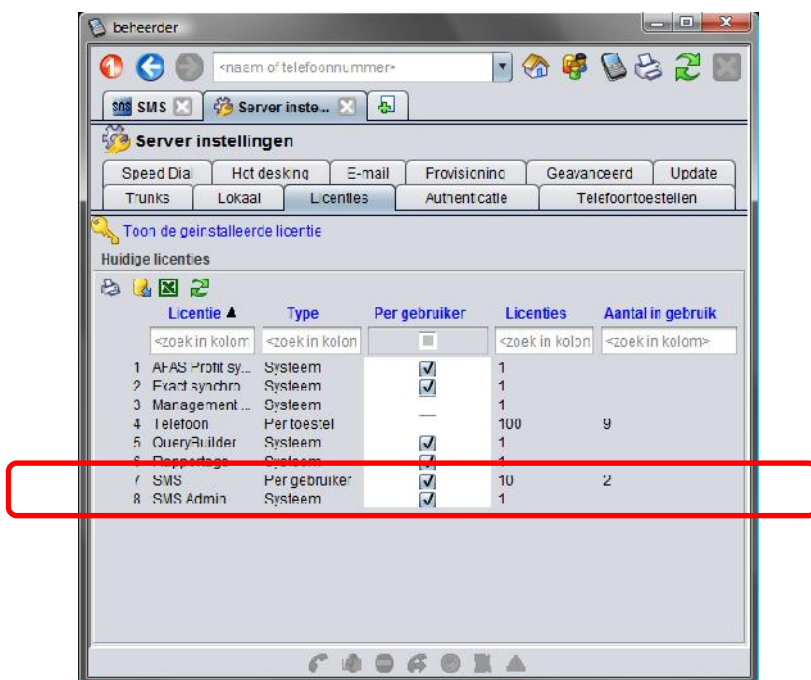 beheerder
<naam of telefoonnummer>
SMS Server inste...
Server instellingen
Speed Dial Hot desking E-mail Provisioning Geavanceerd Update
Trunks Lokaal Licenties Authenticatie Telefoontoestellen
Toon de geinstalleerde licentie
Huidige licenties
Licentie ▲ Type Per gebruiker Licenties Aantal in gebruik
<zoek in kolom <zoek in kolon <zoek in kolon <zoek in kolom>
1 AFAS Profit sy... Systeem 1
2 Exact synchro Systeem 1
3 Management ... Systeem 1
4 Telefoon Per toestel 100 9
5 QueryBuilder Systeem 1
6 Rapportage Systeem 1
7 SMS Per gebruiker 10 2
8 SMS Admin Systeem 1